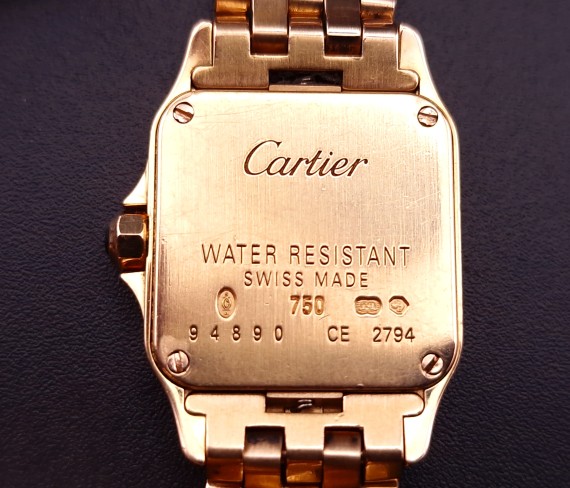 Cartier
WATER RESISTANT
SWISS MADE
750
94890 CE 2794